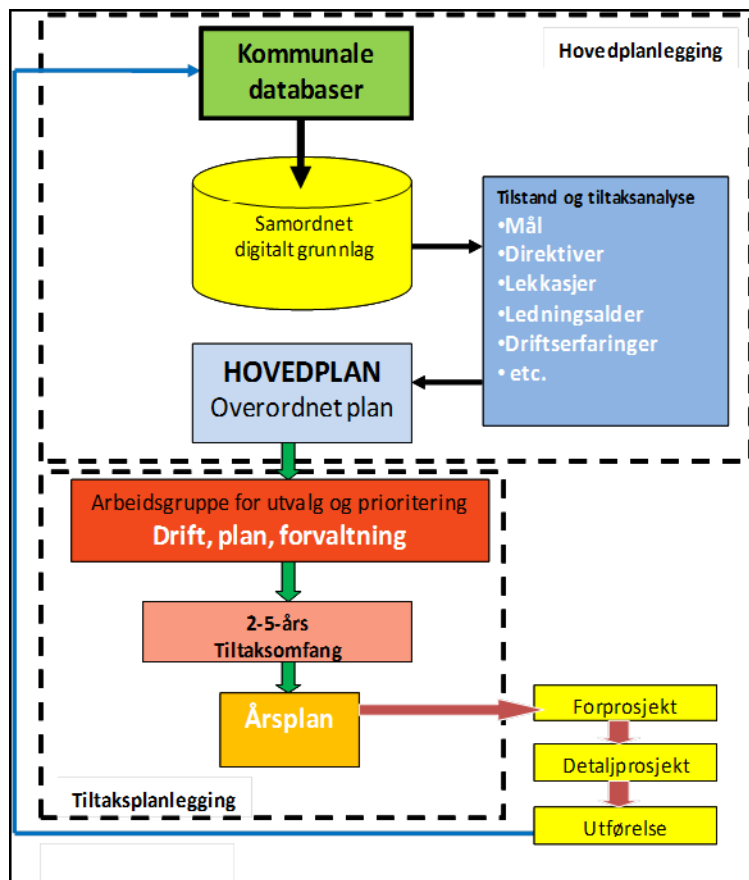 Kommunale
databaser
Hovedplanlegging
Samordnet
digitalt grunnlag
Tilstand og tiltaksanalyse
•Mål
•Direktiver
•Lekkasjer
•Ledningsalder
•Driftserfaringer
• etc.
HOVEDPLAN
Overordnet plan
Arbeidsgruppe for utvalg og prioritering
Drift, plan, forvaltning
2-5-års
Tiltaksomfang
Årsplan
Forprosjekt
Detaljprosjekt
Utførelse
Tiltaksplanlegging